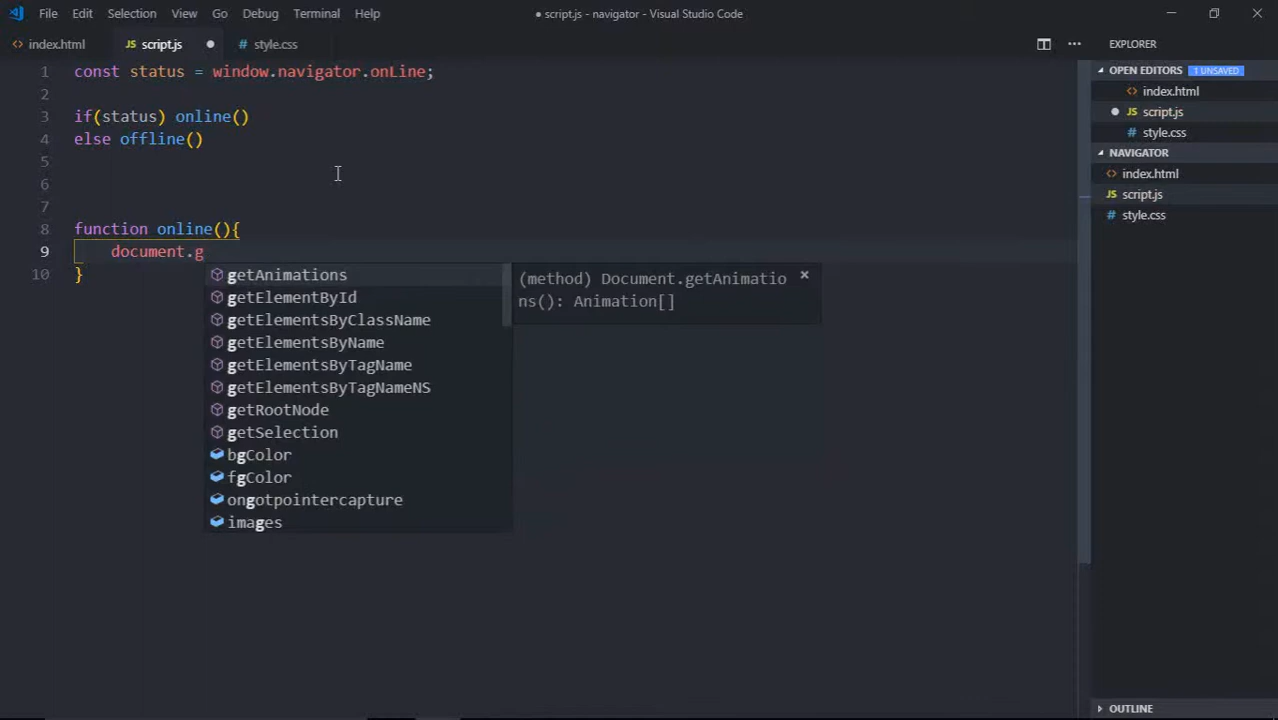 File Edit Selection View Go Debug Terminal Help
● script.js - navigator - Visual Studio Code
<> index.html JS script.js ● # style.css
EXPLORER
OPEN EDITORS 1 UNSAVED
<> index.html
● JS script.js
# style.css
NAVIGATOR
<> index.html
JS script.js
# style.css
OUTLINE
1 const status = window.navigator.onLine;
2
3 if(status) online()
4 else offline()
5
6
7
8 function online(){
9 document.g
10 }
getAnimations
getElementById
getElementsByClassName
getElementsByName
getElementsByTagName
getElementsByTagNameNS
getRootNode
getSelection
bgColor
fgColor
ongotpointercapture
images
(method) Document.getAnimatio
ns(): Animation[]